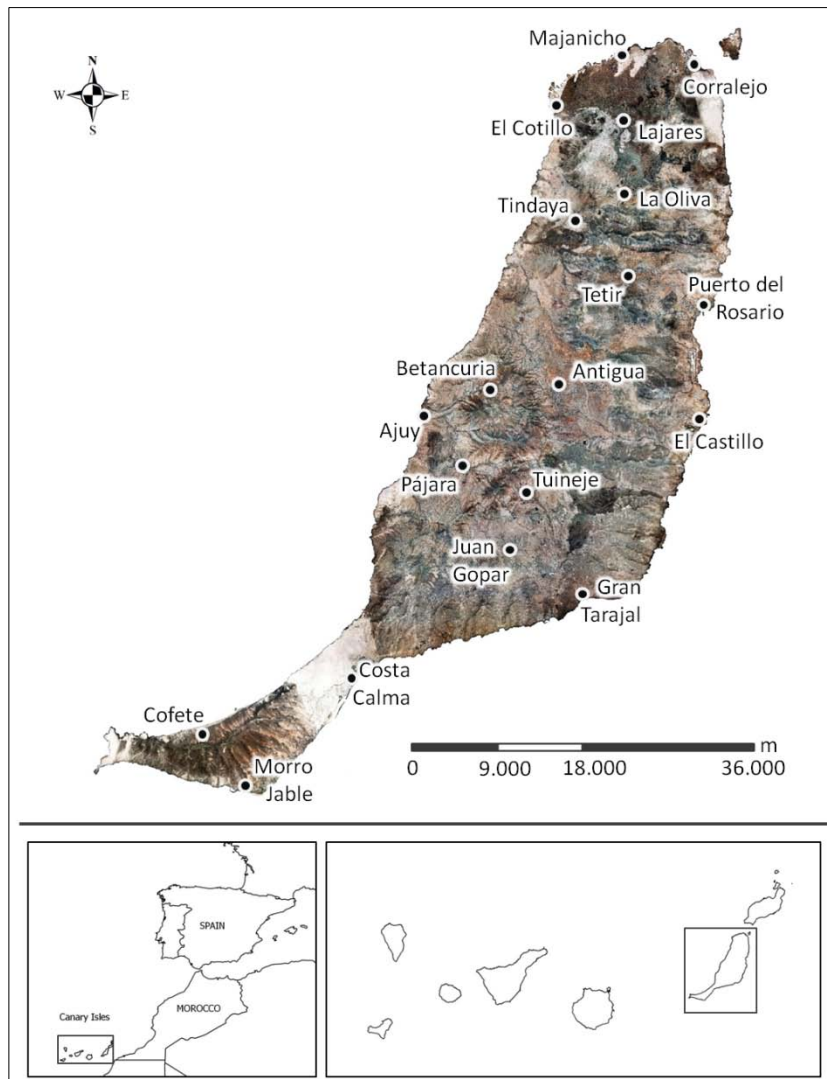 Majanicho
N
Corralejo
W E
S
El Cotillo
Lajares
La Oliva
Tindaya
Tetir
Puerto del
Rosario
Betancuria
Antigua
Ajuy
El Castillo
Pájara
Tuineje
Juan
Gopar
Gran
Tarajal
Costa
Calma
Cofete
Morro
Jable
m
0 9.000 18.000 36.000
SPAIN
MOROCCO
Canary Isles